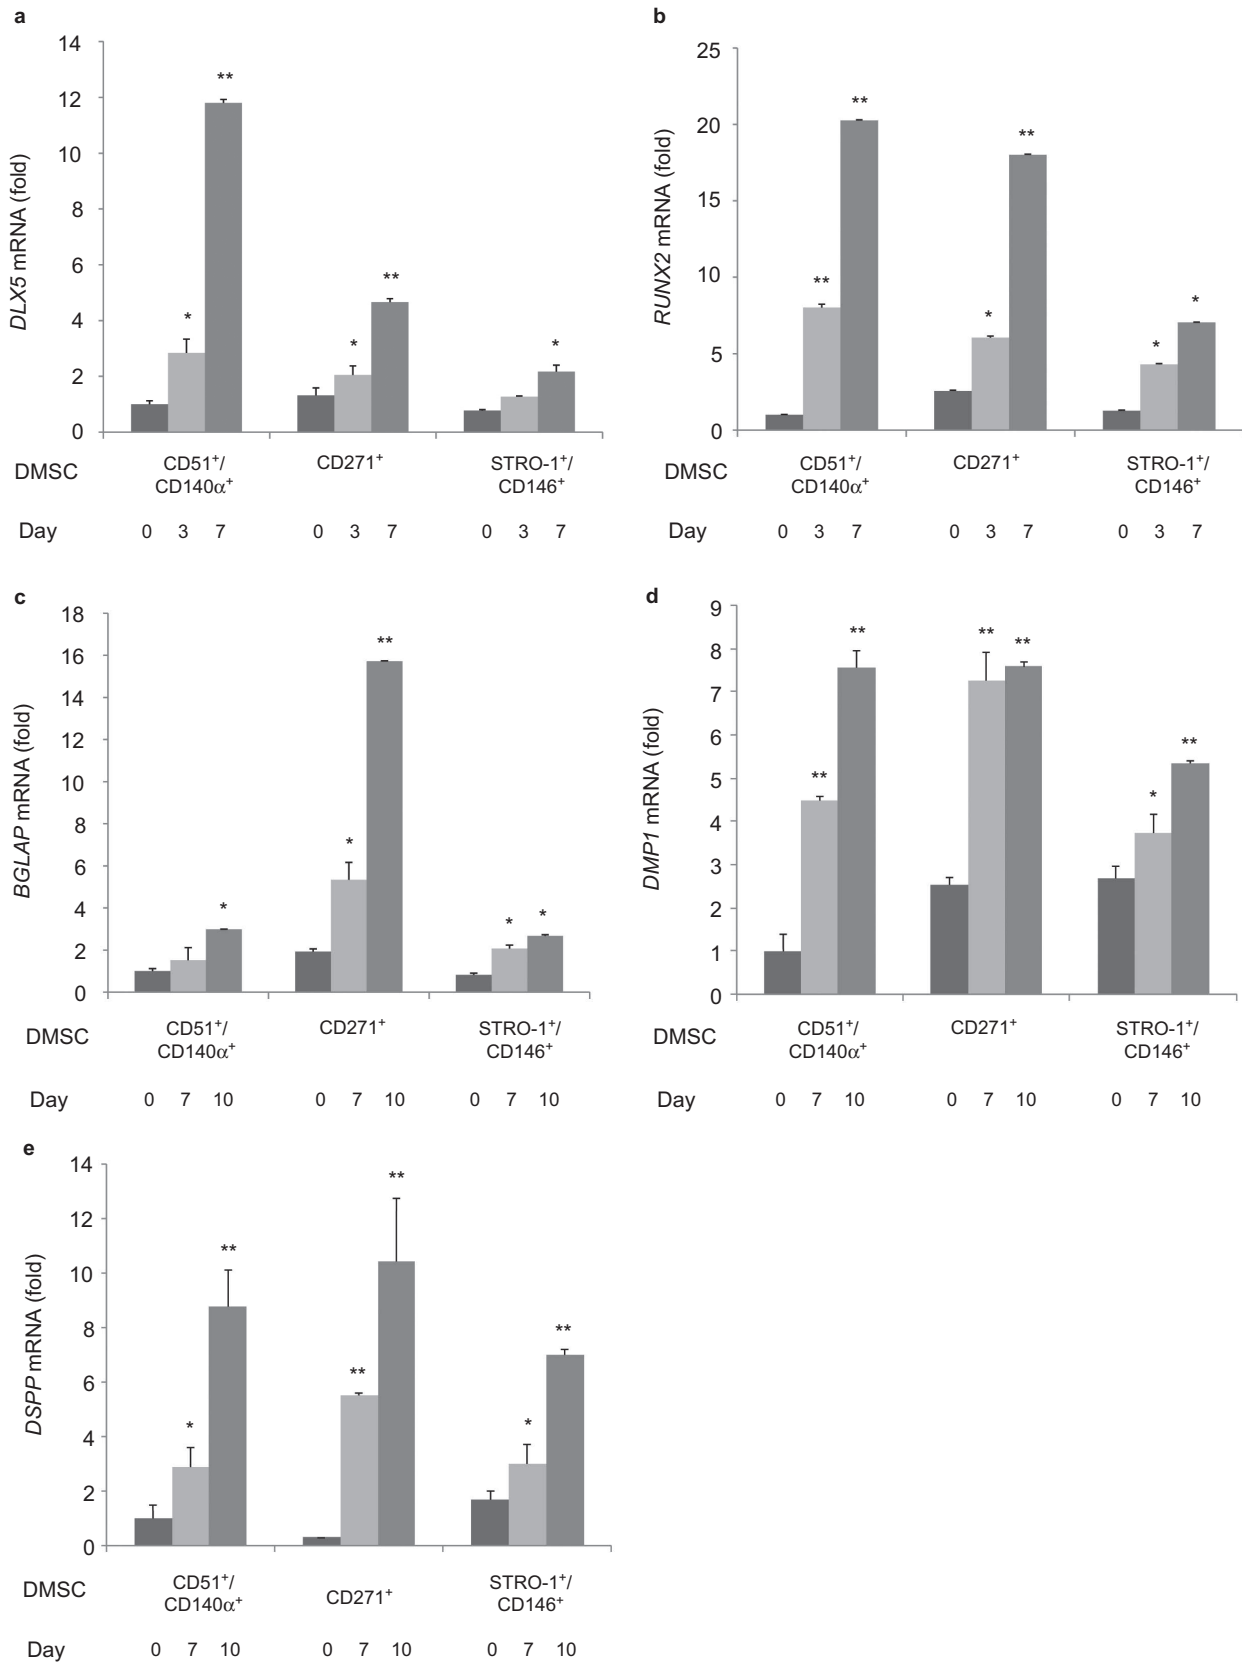 a
DLX5 mRNA (fold)
14
12
10
8
6
4
2
0
**
*
*
**
*
DMSC
CD51⁺/
CD140α⁺
CD271⁺
STRO-1⁺/
CD146⁺
Day 0 3 7 0 3 7 0 3 7
b
RUNX2 mRNA (fold)
25
20
15
10
5
0
**
**
*
**
*
*
DMSC
CD51⁺/
CD140α⁺
CD271⁺
STRO-1⁺/
CD146⁺
Day 0 3 7 0 3 7 0 3 7
c
BGLAP mRNA (fold)
18
16
14
12
10
8
6
4
2
0
*
*
**
*
*
DMSC
CD51⁺/
CD140α⁺
CD271⁺
STRO-1⁺/
CD146⁺
Day 0 7 10 0 7 10 0 7 10
d
DMP1 mRNA (fold)
9
8
7
6
5
4
3
2
1
0
**
**
**
**
*
**
DMSC
CD51⁺/
CD140α⁺
CD271⁺
STRO-1⁺/
CD146⁺
Day 0 7 10 0 7 10 0 7 10
e
DSPP mRNA (fold)
14
12
10
8
6
4
2
0
*
**
**
**
*
**
DMSC
CD51⁺/
CD140α⁺
CD271⁺
STRO-1⁺/
CD146⁺
Day 0 7 10 0 7 10 0 7 10